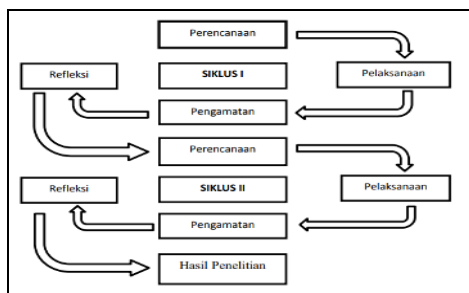 Perencanaan
Refleksi
SIKLUS I
Pelaksanaan
Pengamatan
Perencanaan
Refleksi
SIKLUS II
Pelaksanaan
Pengamatan
Hasil Penelitian